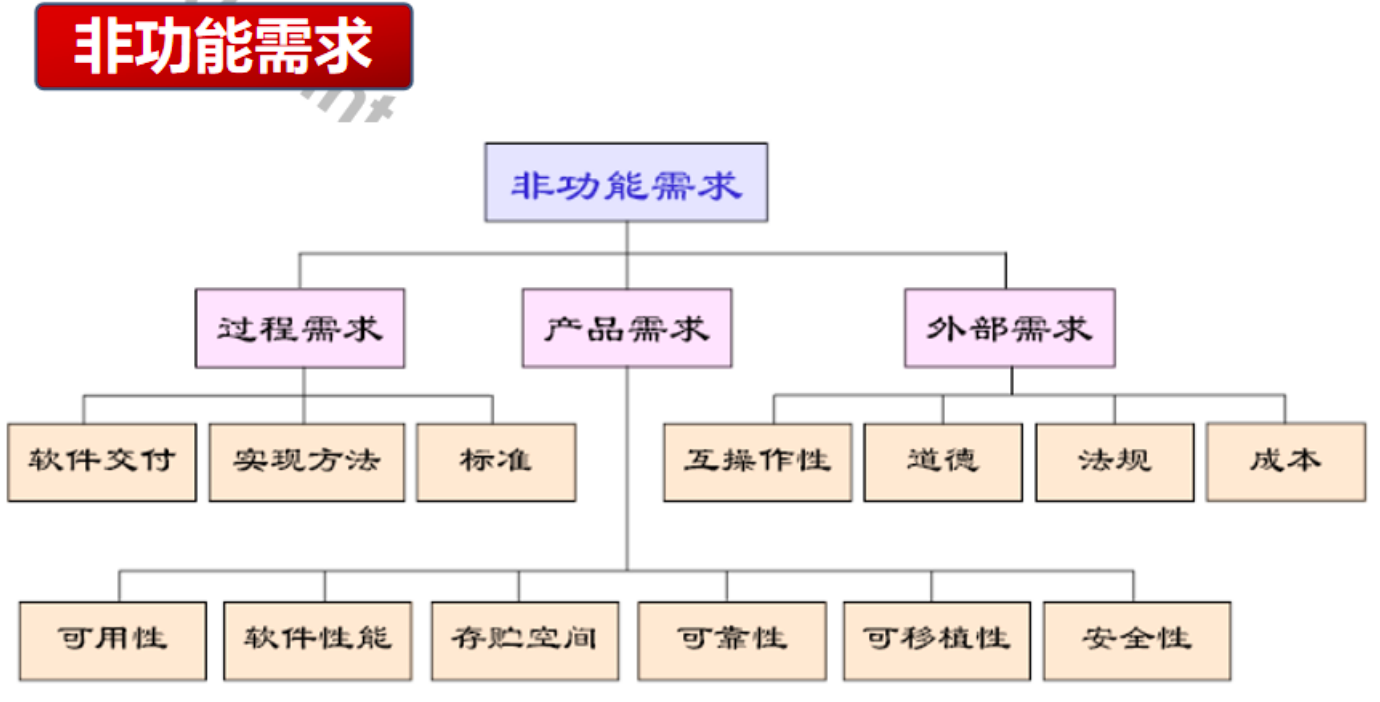 非功能需求
非功能需求
过程需求
产品需求
外部需求
软件交付
实现方法
标准
互操作性
道德
法规
成本
可用性
软件性能
存贮空间
可靠性
可移植性
安全性